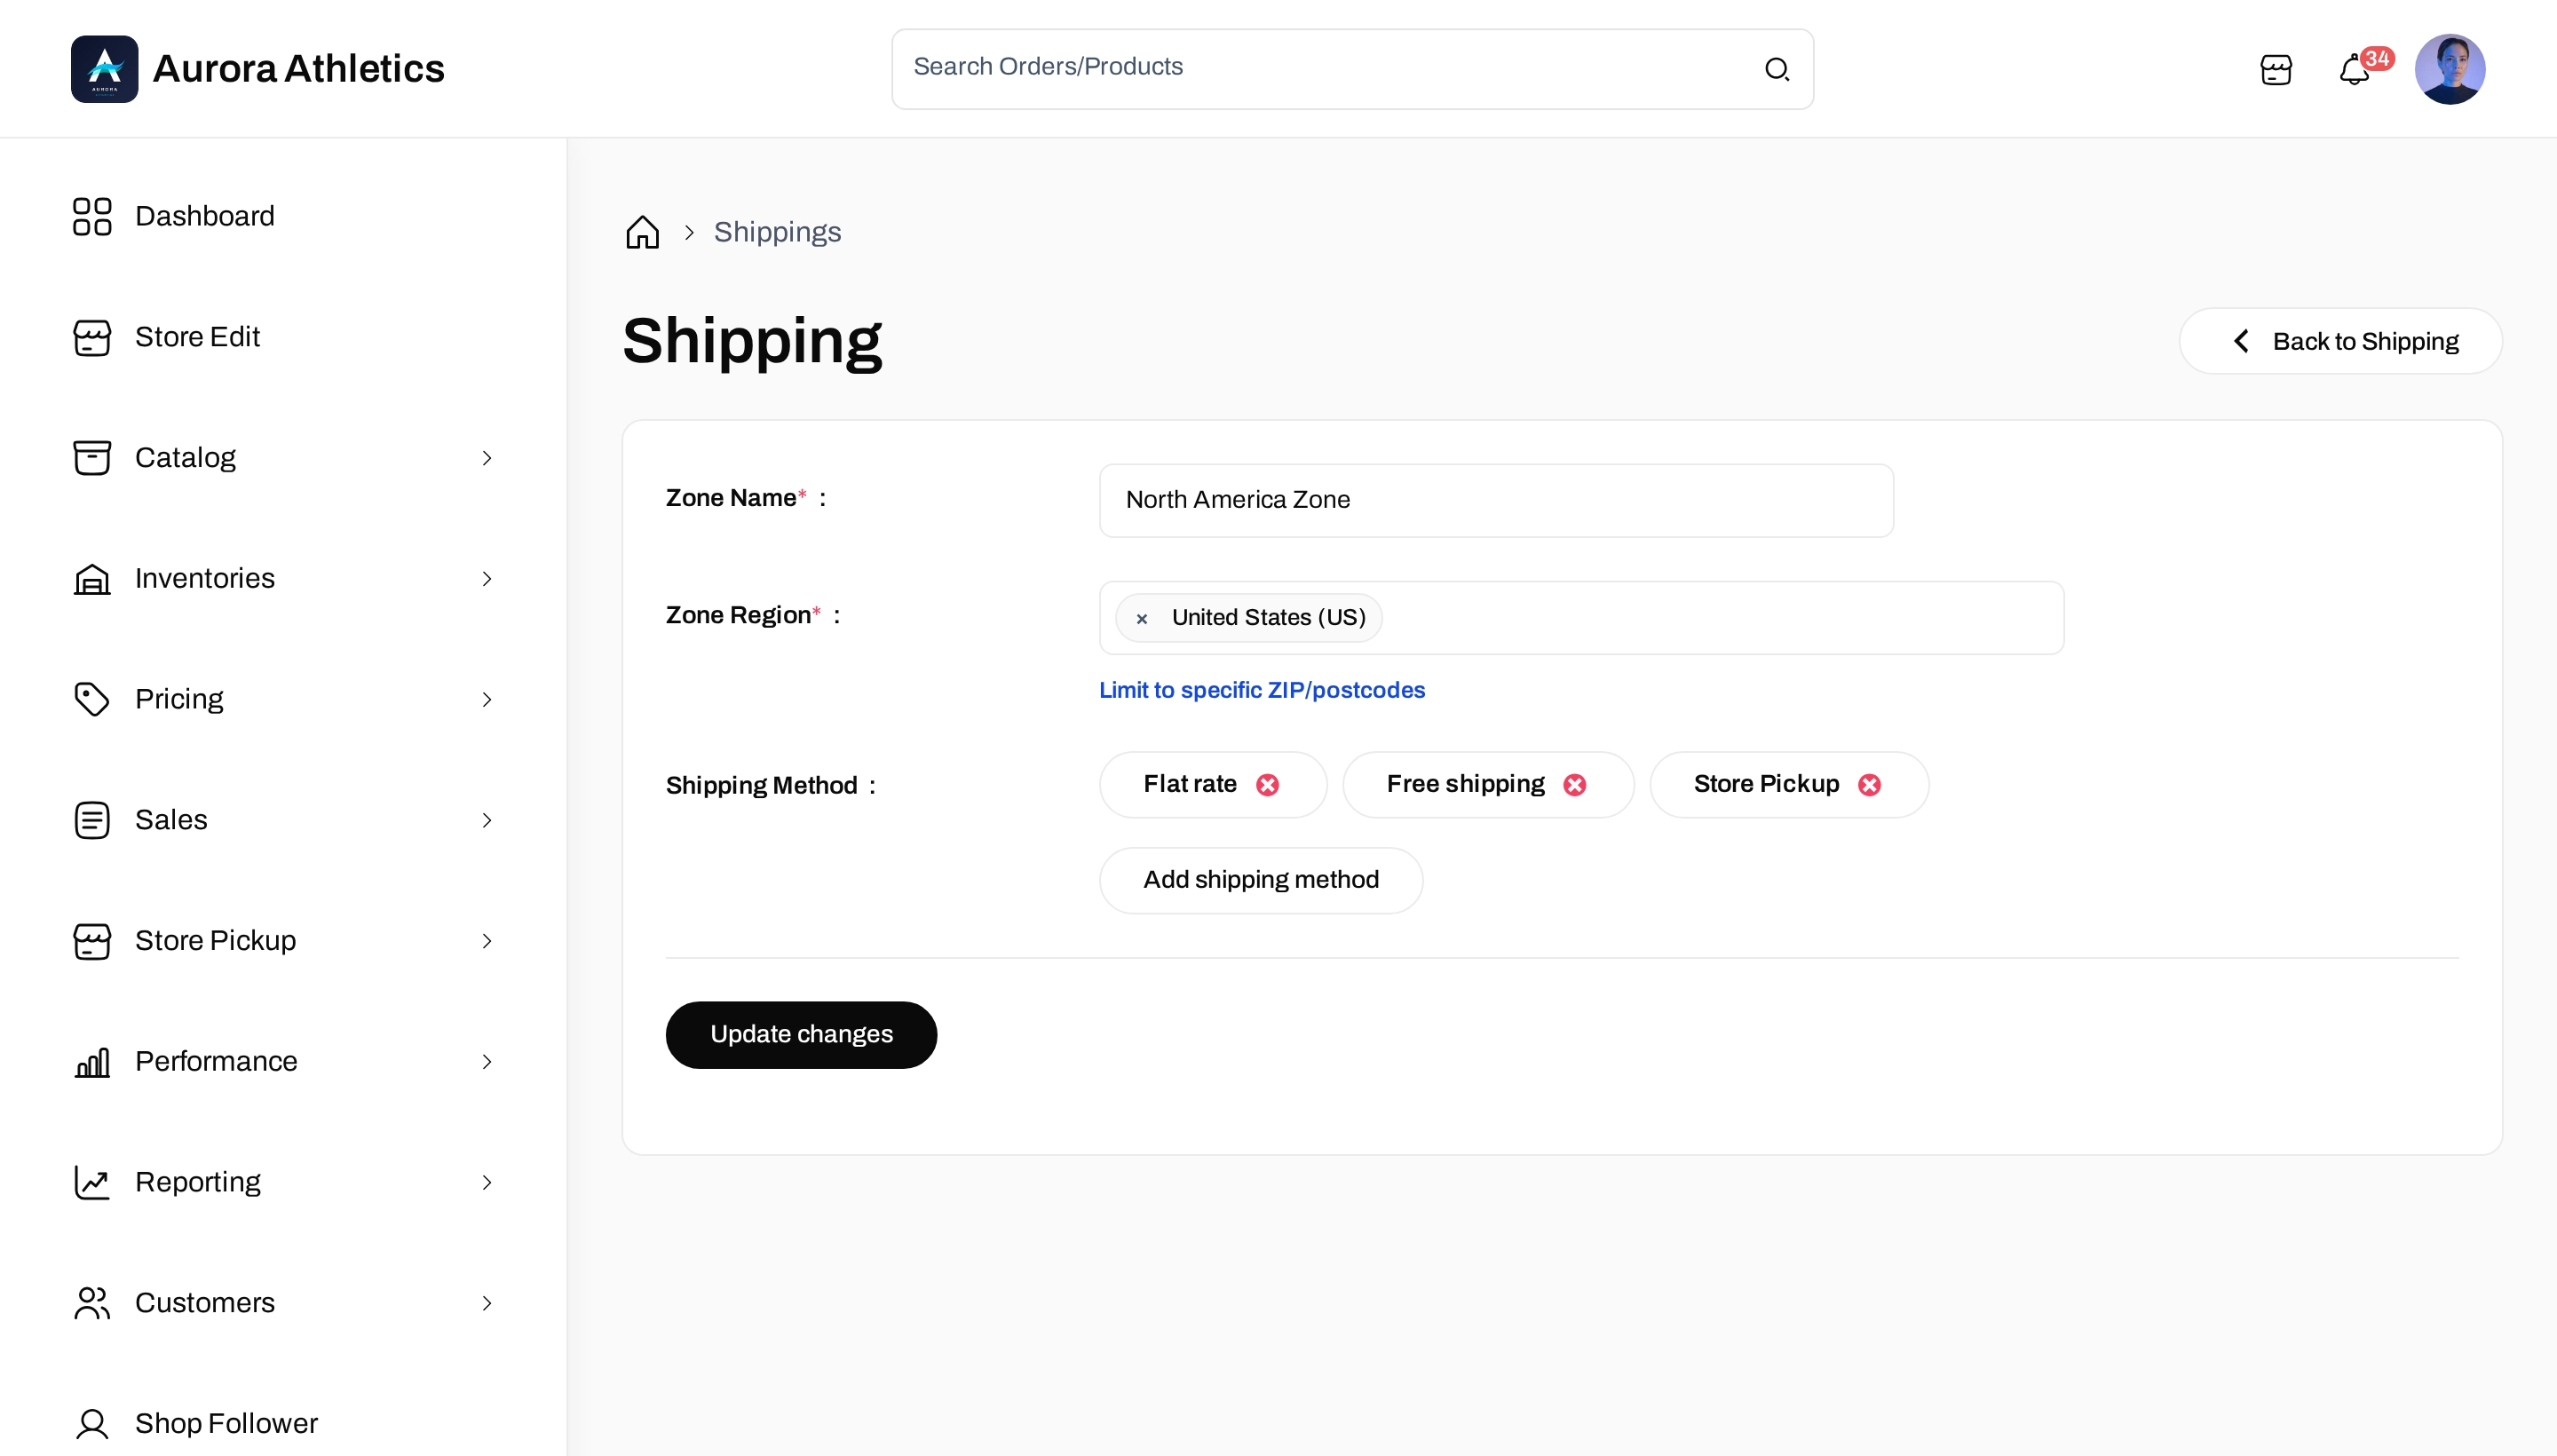 Aurora Athletics
Search Orders/Products
34
Dashboard
Store Edit
Catalog
Inventories
Pricing
Sales
Store Pickup
Performance
Reporting
Customers
Shop Follower
Shippings
Shipping
Back to Shipping
Zone Name* :
North America Zone
Zone Region* :
× United States (US)
Limit to specific ZIP/postcodes
Shipping Method :
Flat rate
Free shipping
Store Pickup
Add shipping method
Update changes